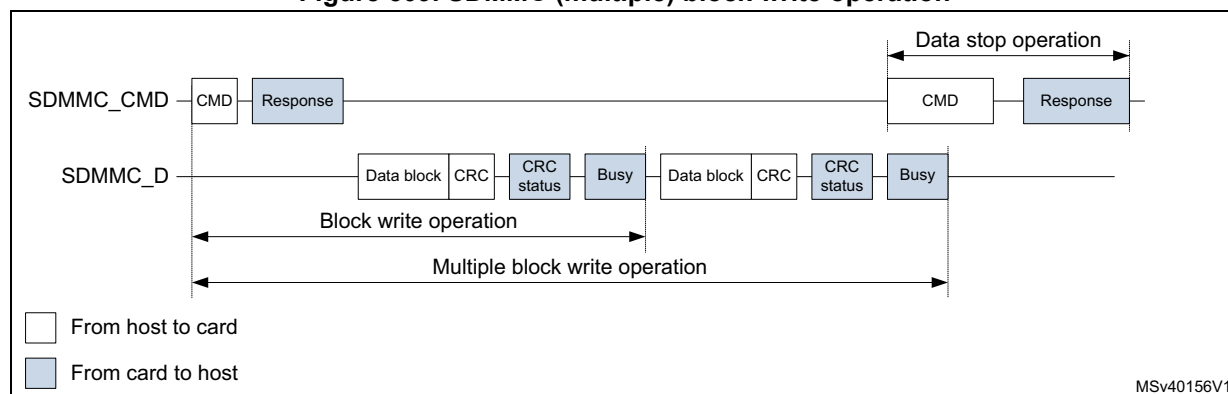 Data stop operation
SDMMC_CMD CMD Response CMD Response
SDMMC_D Data block CRC CRC status Busy Data block CRC CRC status Busy
Block write operation
Multiple block write operation
From host to card
From card to host
MSv40156V1